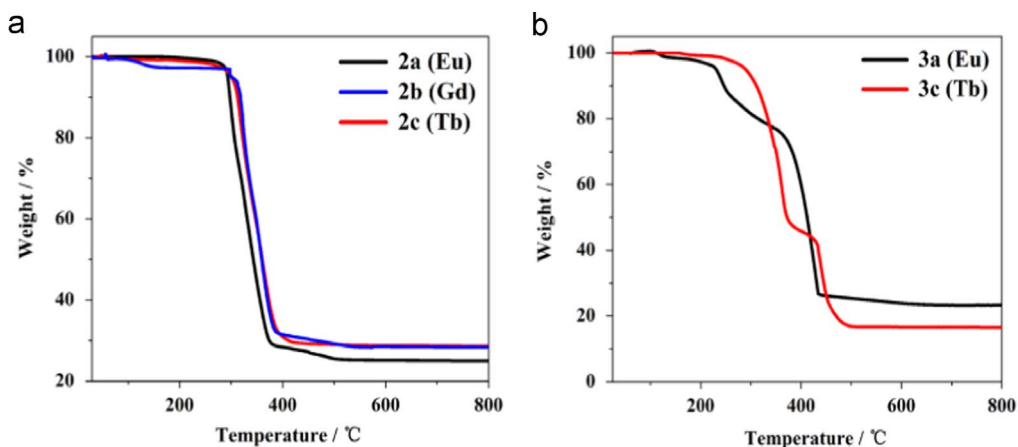 a
100
80
60
40
20
Weight / %
2a (Eu)
2b (Gd)
2c (Tb)
200
400
600
800
Temperature / ℃
b
100
80
60
40
20
0
Weight / %
3a (Eu)
3c (Tb)
200
400
600
800
Temperature / ℃